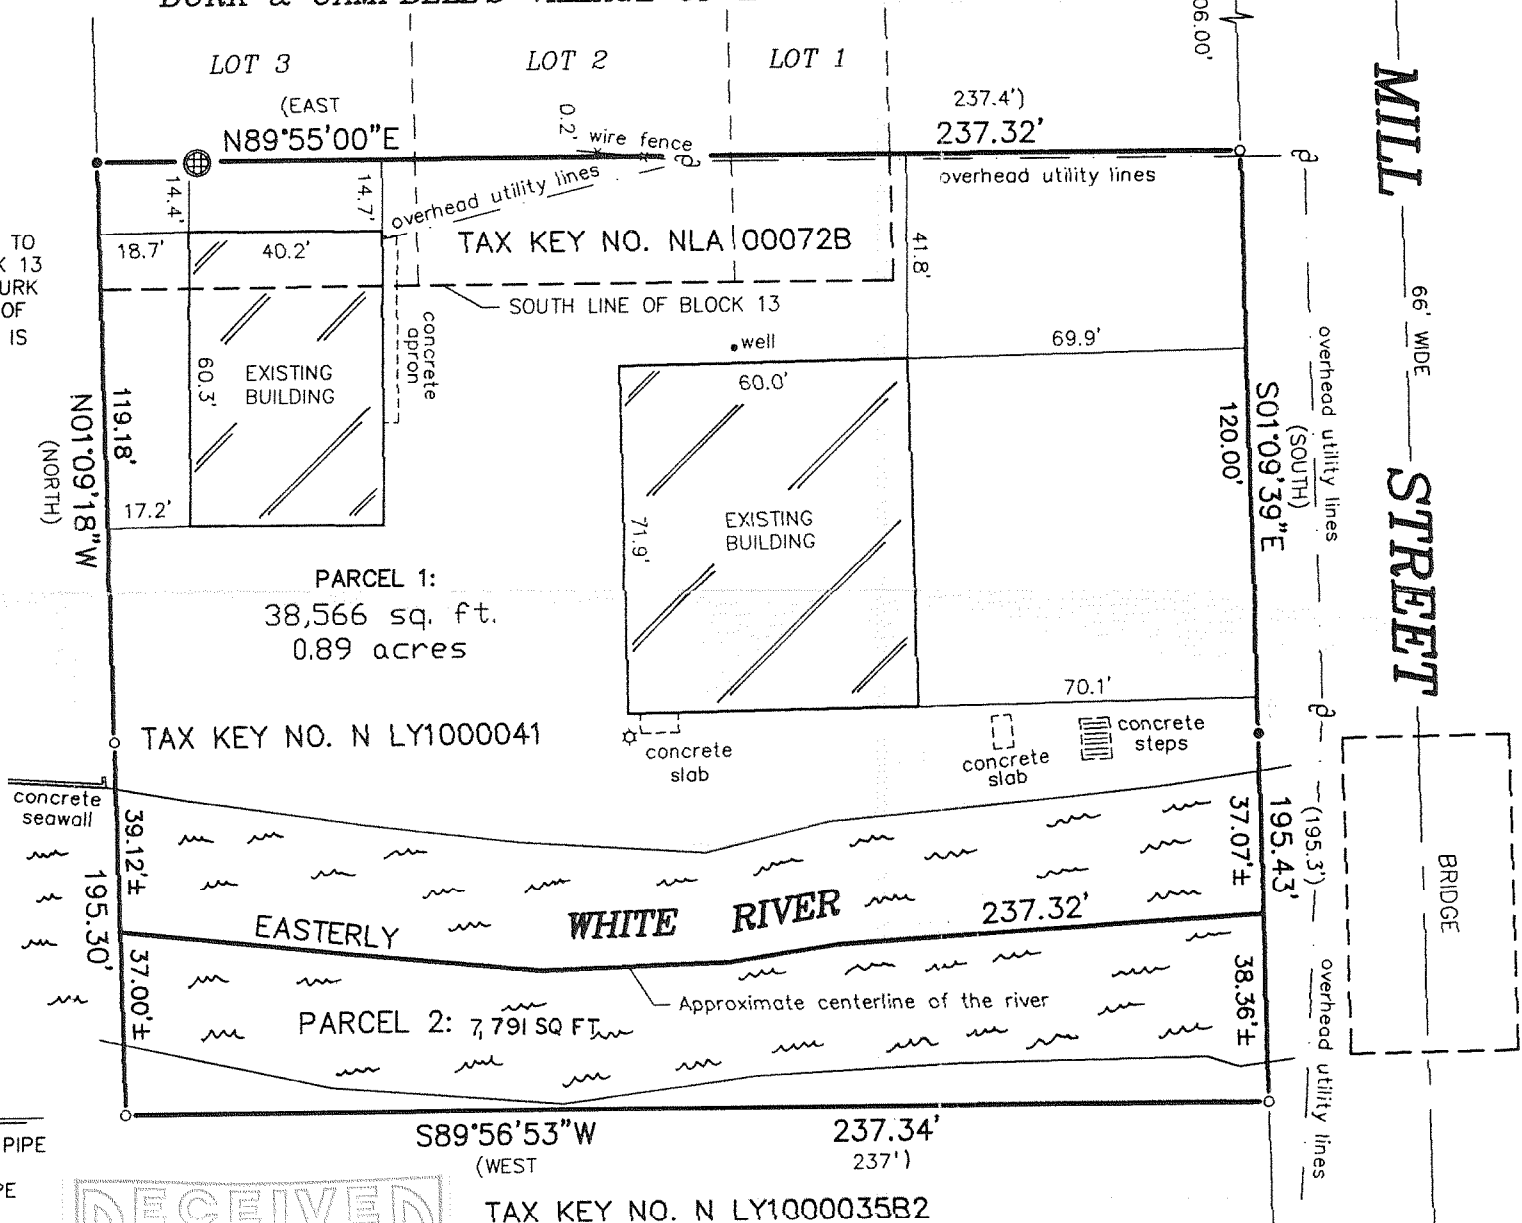 06.00'
LOT 3
LOT 2
LOT 1
MILL STREET
66' WIDE
(EAST
N89°55'00"E
0.2'
wire fence
237.4')
237.32'
overhead utility lines
overhead utility lines
14.4'
14.7'
TO
K 13
URK
OF
IS
18.7'
40.2'
TAX KEY NO. NLA 00072B
41.8'
SOUTH LINE OF BLOCK 13
concrete
apron
well
69.9'
60.3'
EXISTING
BUILDING
60.0'
119.18'
N01°09'18"W
(NORTH)
120.00'
S01°09'39"E
(SOUTH)
overhead utility lines
17.2'
71.9'
EXISTING
BUILDING
PARCEL 1:
38,566 sq. ft.
0.89 acres
70.1'
TAX KEY NO. N LY1000041
concrete
slab
concrete
slab
concrete
steps
concrete
seawall
39.12'±
195.30'
37.07'±
195.43'
(195.3')
BRIDGE
EASTERLY
WHITE RIVER
237.32'
37.00'±
38.36'±
Approximate centerline of the river
PARCEL 2: 7,791 SQ FT
overhead utility lines
PIPE
PE
S89°56'53"W
237.34'
(WEST
237')
RECEIVED
TAX KEY NO. N LY1000035B2